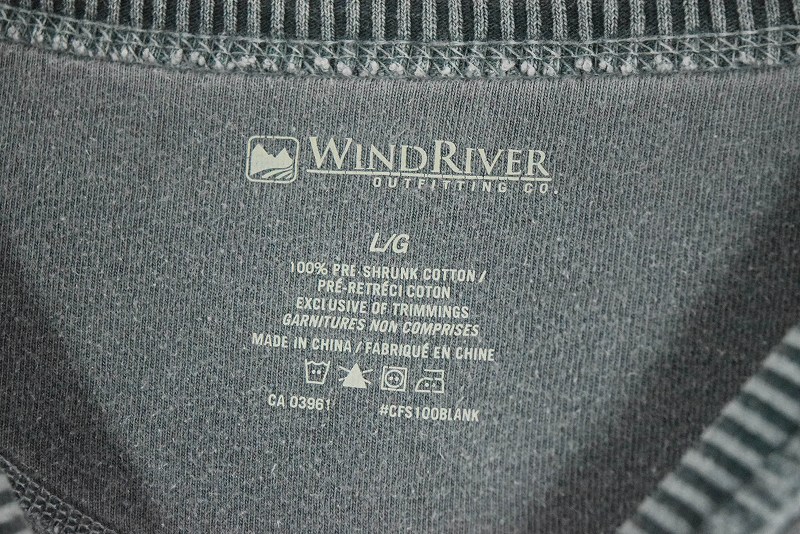 WINDRIVER
OUTFITTING CO.
L/G
100% PRE-SHRUNK COTTON /
PRÉ-RETRÉCI COTON
EXCLUSIVE OF TRIMMINGS
GARNITURES NON COMPRISES
MADE IN CHINA / FABRIQUÉ EN CHINE
CA 03961 #CFS100BLANK